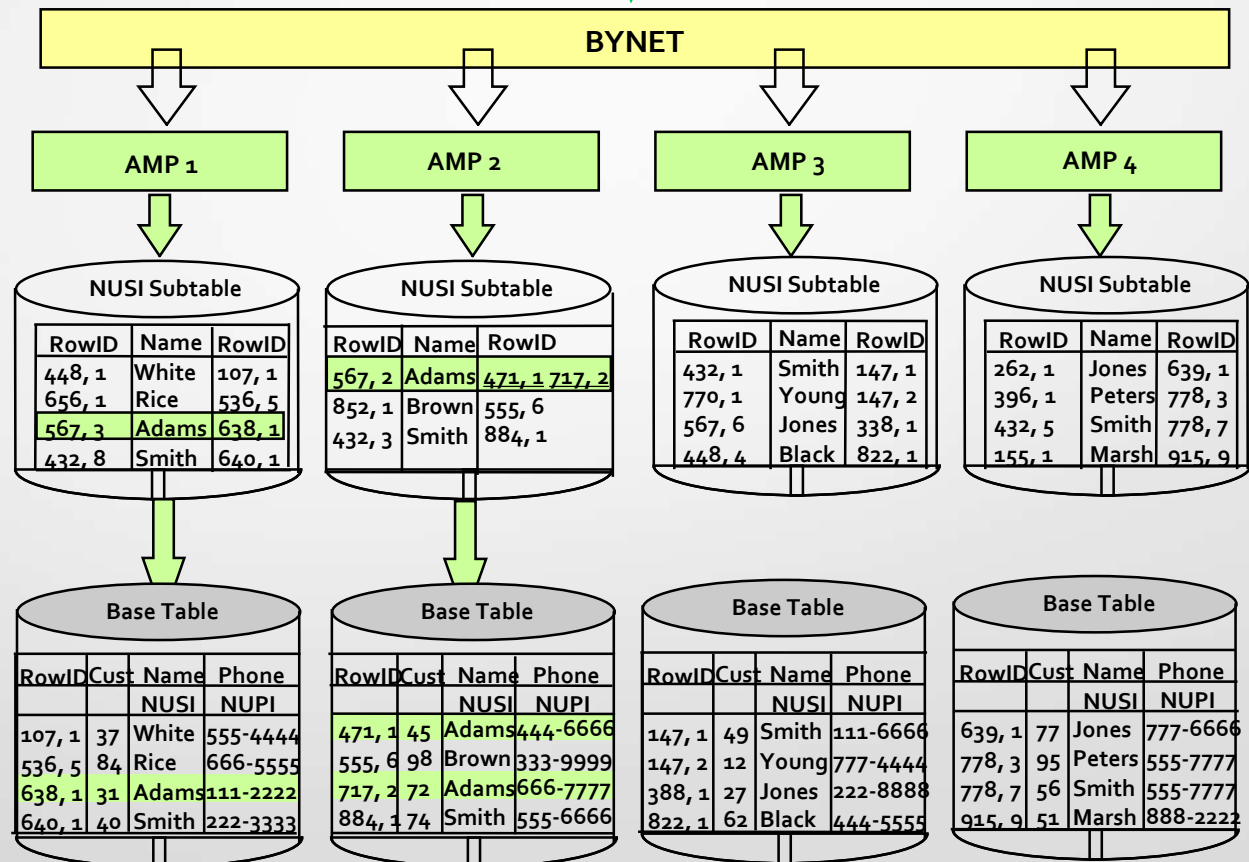 BYNET
AMP 1
AMP 2
AMP 3
AMP 4
NUSI Subtable
RowID Name RowID
448, 1 White 107, 1
656, 1 Rice 536, 5
567, 3 Adams 638, 1
432, 8 Smith 640, 1
NUSI Subtable
RowID Name RowID
567, 2 Adams 471, 1 717, 2
852, 1 Brown 555, 6
432, 3 Smith 884, 1
NUSI Subtable
RowID Name RowID
432, 1 Smith 147, 1
770, 1 Young 147, 2
567, 6 Jones 338, 1
448, 4 Black 822, 1
NUSI Subtable
RowID Name RowID
262, 1 Jones 639, 1
396, 1 Peters 778, 3
432, 5 Smith 778, 7
155, 1 Marsh 915, 9
Base Table
RowID Cust Name Phone
NUSI NUPI
107, 1 37 White 555-4444
536, 5 84 Rice 666-5555
638, 1 31 Adams 111-2222
640, 1 40 Smith 222-3333
Base Table
RowID Cust Name Phone
NUSI NUPI
471, 1 45 Adams 444-6666
555, 6 98 Brown 333-9999
717, 2 72 Adams 666-7777
884, 1 74 Smith 555-6666
Base Table
RowID Cust Name Phone
NUSI NUPI
147, 1 49 Smith 111-6666
147, 2 12 Young 777-4444
388, 1 27 Jones 222-8888
822, 1 62 Black 444-5555
Base Table
RowID Cust Name Phone
NUSI NUPI
639, 1 77 Jones 777-6666
778, 3 95 Peters 555-7777
778, 7 56 Smith 555-7777
915, 9 51 Marsh 888-2222